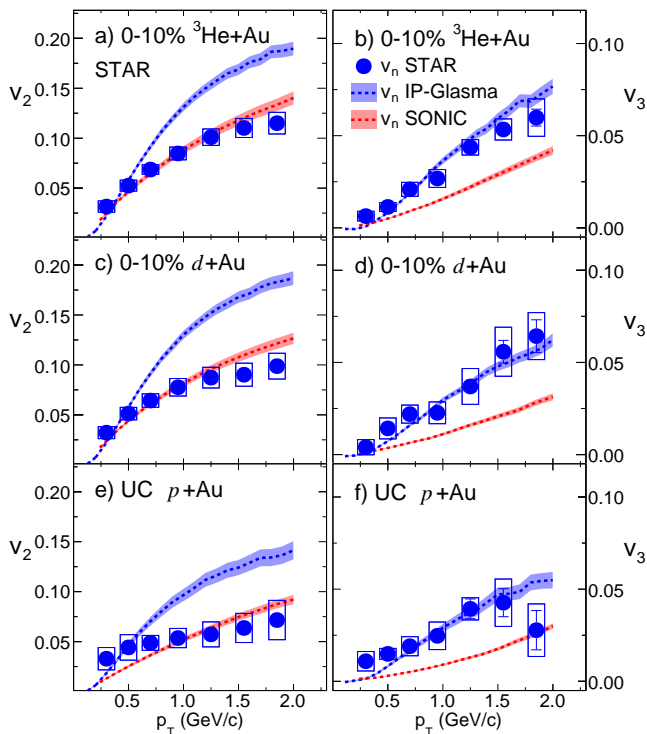 a) 0-10% ³He+Au
STAR
0.20
0.15
0.10
0.05
v₂
b) 0-10% ³He+Au
vₙ STAR
vₙ IP-Glasma
vₙ SONIC
0.10
0.05
0.00
v₃
c) 0-10% d+Au
0.20
0.15
0.10
0.05
v₂
d) 0-10% d+Au
0.10
0.05
0.00
v₃
e) UC p+Au
0.20
0.15
0.10
0.05
v₂
f) UC p+Au
0.10
0.05
0.00
v₃
0.5 1.0 1.5 2.0
p_T (GeV/c)
0.5 1.0 1.5 2.0
p_T (GeV/c)